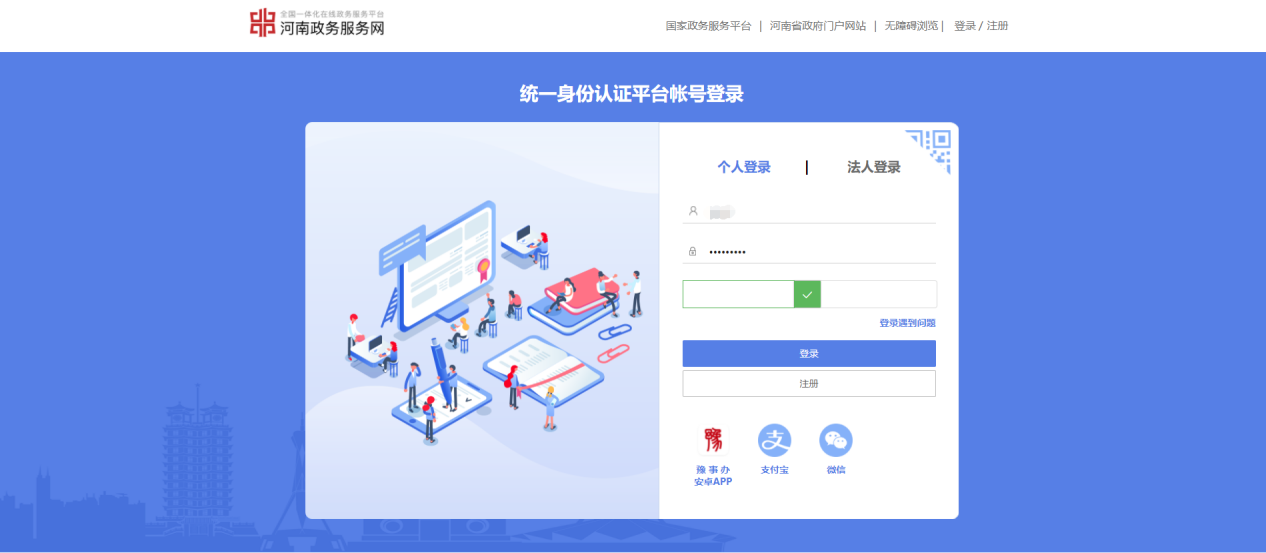 全国一体化在线政务服务平台
河南政务服务网
国家政务服务平台 | 河南省政府门户网站 | 无障碍浏览 | 登录 / 注册
统一身份认证平台帐号登录
个人登录 | 法人登录
•••••••••
登录遇到问题
登录
注册
豫
支
豫 事 办
安卓APP
支付宝
微信